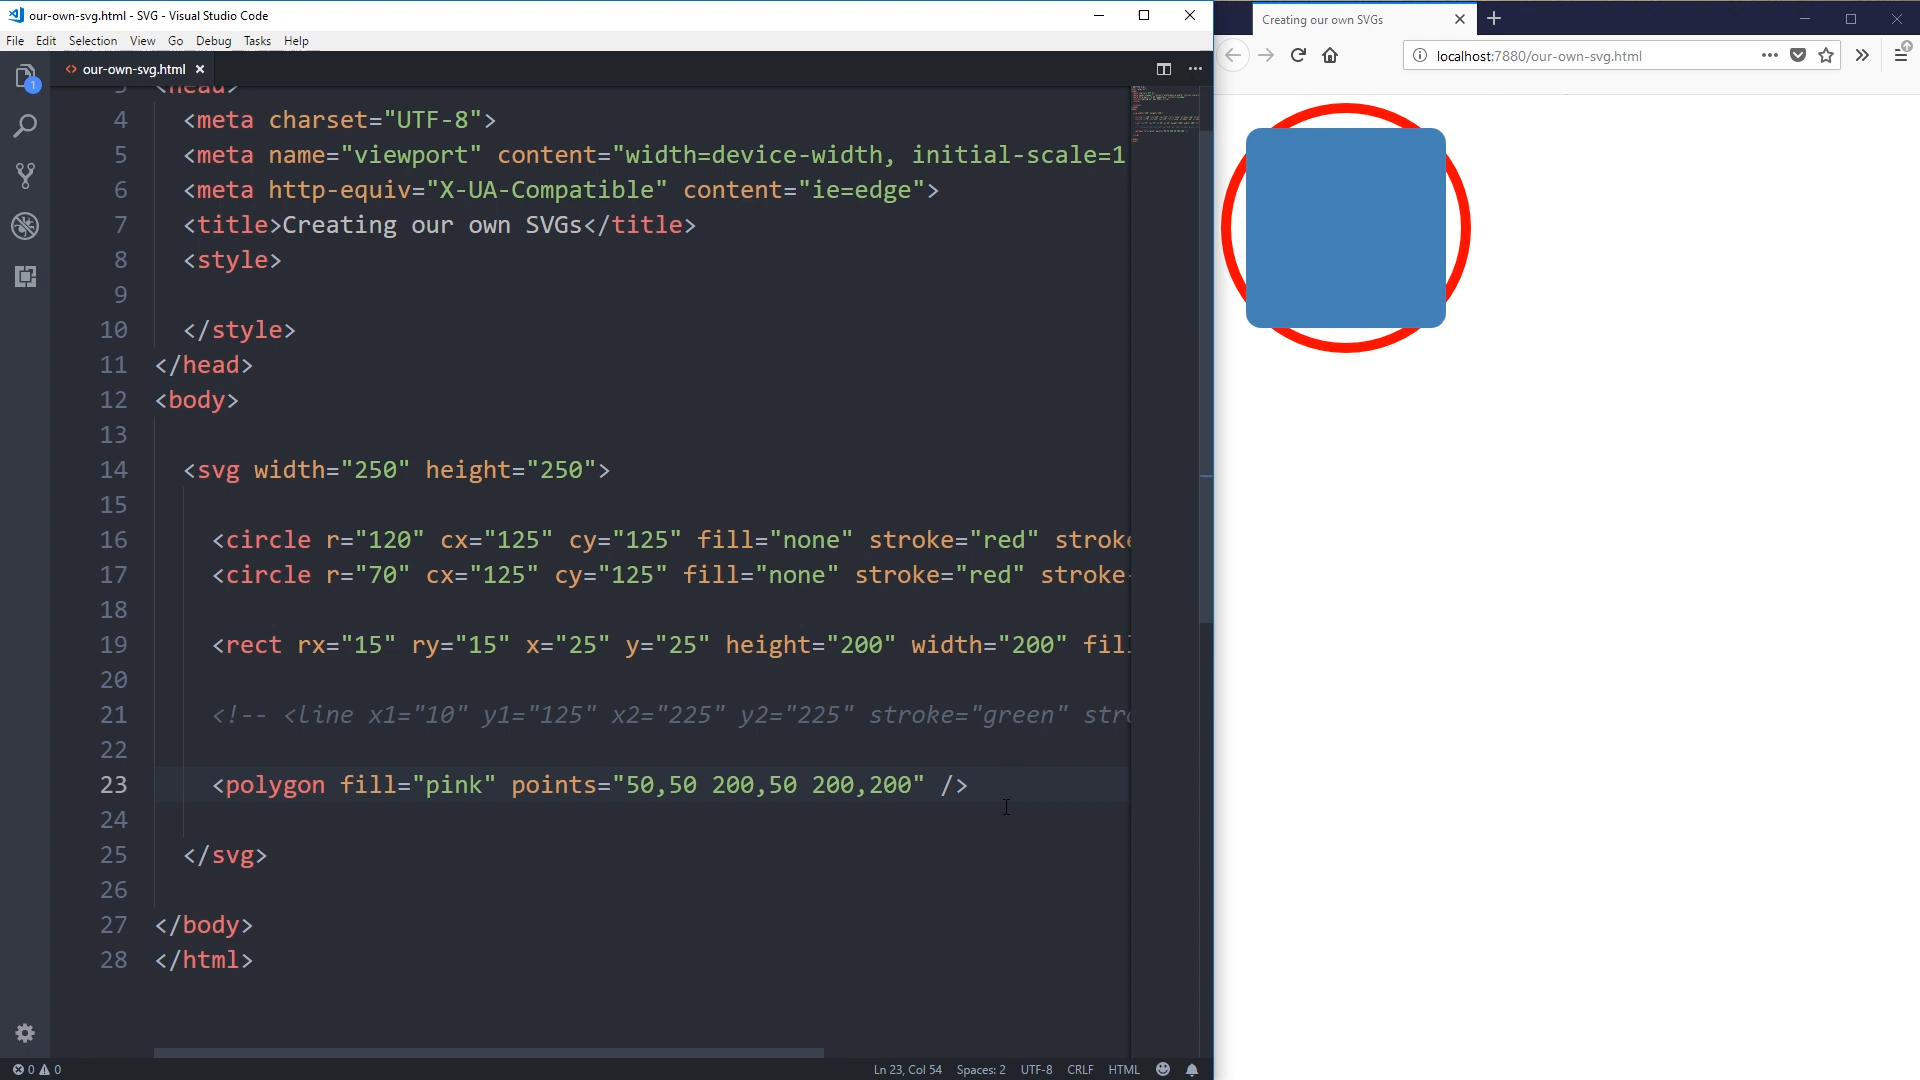 our-own-svg.html - SVG - Visual Studio Code
File Edit Selection View Go Debug Tasks Help
1
<> our-own-svg.html ×
<head>
4 <meta charset="UTF-8">
5 <meta name="viewport" content="width=device-width, initial-scale=1
6 <meta http-equiv="X-UA-Compatible" content="ie=edge">
7 <title>Creating our own SVGs</title>
8 <style>
9
10 </style>
11 </head>
12 <body>
13
14 <svg width="250" height="250">
15
16 <circle r="120" cx="125" cy="125" fill="none" stroke="red" stroke
17 <circle r="70" cx="125" cy="125" fill="none" stroke="red" stroke-
18
19 <rect rx="15" ry="15" x="25" y="25" height="200" width="200" fill
20
21 <!-- <line x1="10" y1="125" x2="225" y2="225" stroke="green" stro
22
23 <polygon fill="pink" points="50,50 200,50 200,200" />
24
25 </svg>
26
27 </body>
28 </html>
0 0 Ln 23, Col 54 Spaces: 2 UTF-8 CRLF HTML
Creating our own SVGs
localhost:7880/our-own-svg.html